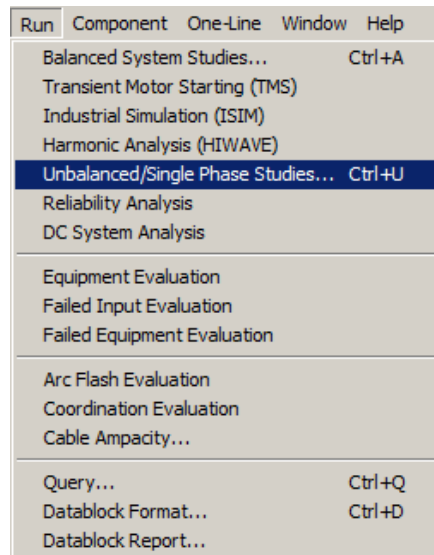 Run Component One-Line Window Help
Balanced System Studies... Ctrl+A
Transient Motor Starting (TMS)
Industrial Simulation (ISIM)
Harmonic Analysis (HIWAVE)
Unbalanced/Single Phase Studies... Ctrl+U
Reliability Analysis
DC System Analysis
Equipment Evaluation
Failed Input Evaluation
Failed Equipment Evaluation
Arc Flash Evaluation
Coordination Evaluation
Cable Ampacity...
Query... Ctrl+Q
Datablock Format... Ctrl+D
Datablock Report...